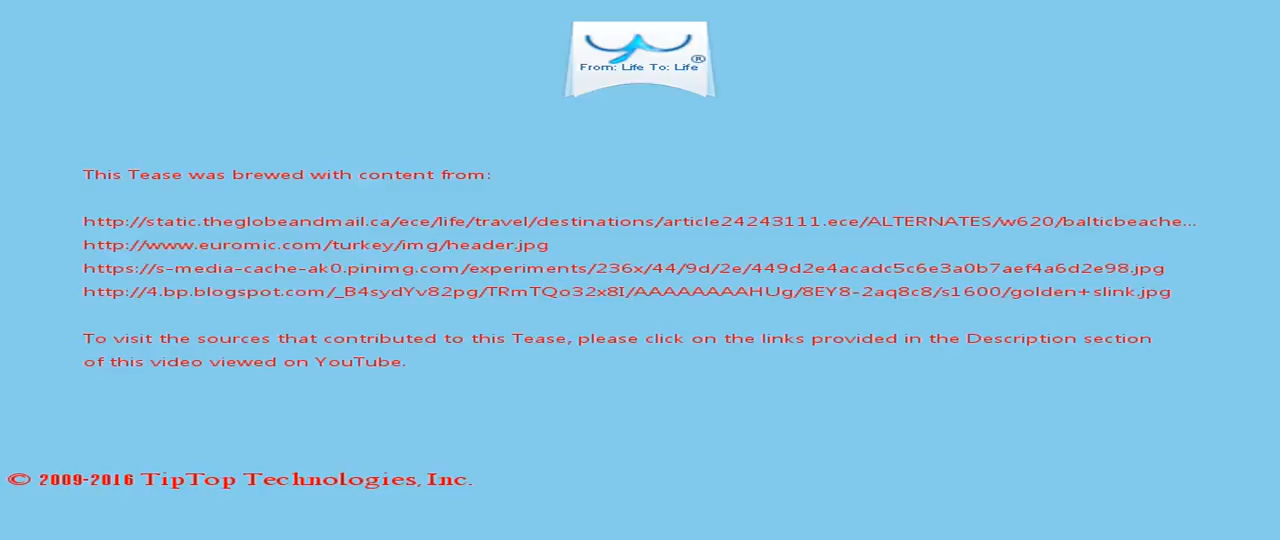 From: Life To: Life®
This Tease was brewed with content from:
http://static.theglobeandmail.ca/ece/life/travel/destinations/article24243111.ece/ALTERNATES/w620/balticbeache...
http://www.euromic.com/turkey/img/header.jpg
https://s-media-cache-ak0.pinimg.com/experiments/236x/44/9d/2e/449d2e4acadc5c6e3a0b7aef4a6d2e98.jpg
http://4.bp.blogspot.com/_B4sydYv82pg/TRmTQo32x8I/AAAAAAAAHUg/8EY8-2aq8c8/s1600/golden+slink.jpg
To visit the sources that contributed to this Tease, please click on the links provided in the Description section
of this video viewed on YouTube.
© 2009-2016 TipTop Technologies, Inc.